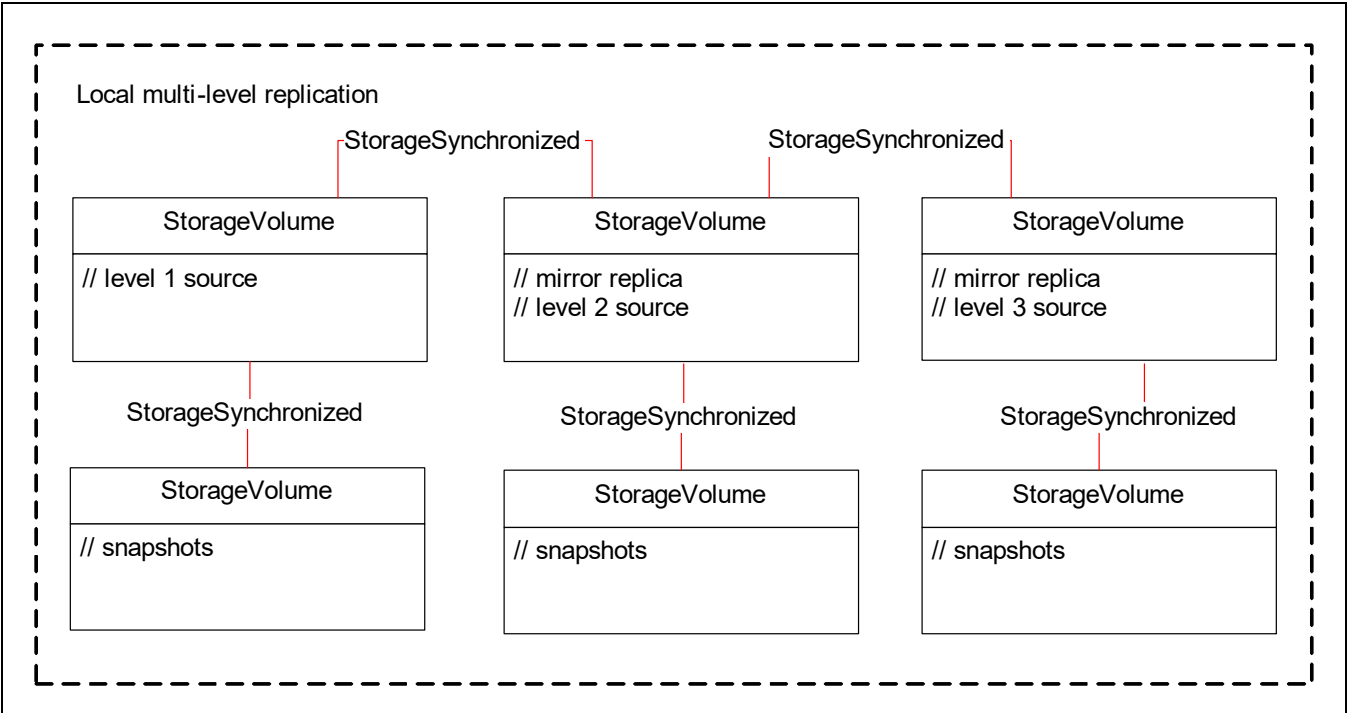 Local multi-level replication
StorageSynchronized
StorageSynchronized
StorageVolume
// level 1 source
StorageVolume
// mirror replica
// level 2 source
StorageVolume
// mirror replica
// level 3 source
StorageSynchronized
StorageSynchronized
StorageSynchronized
StorageVolume
// snapshots
StorageVolume
// snapshots
StorageVolume
// snapshots